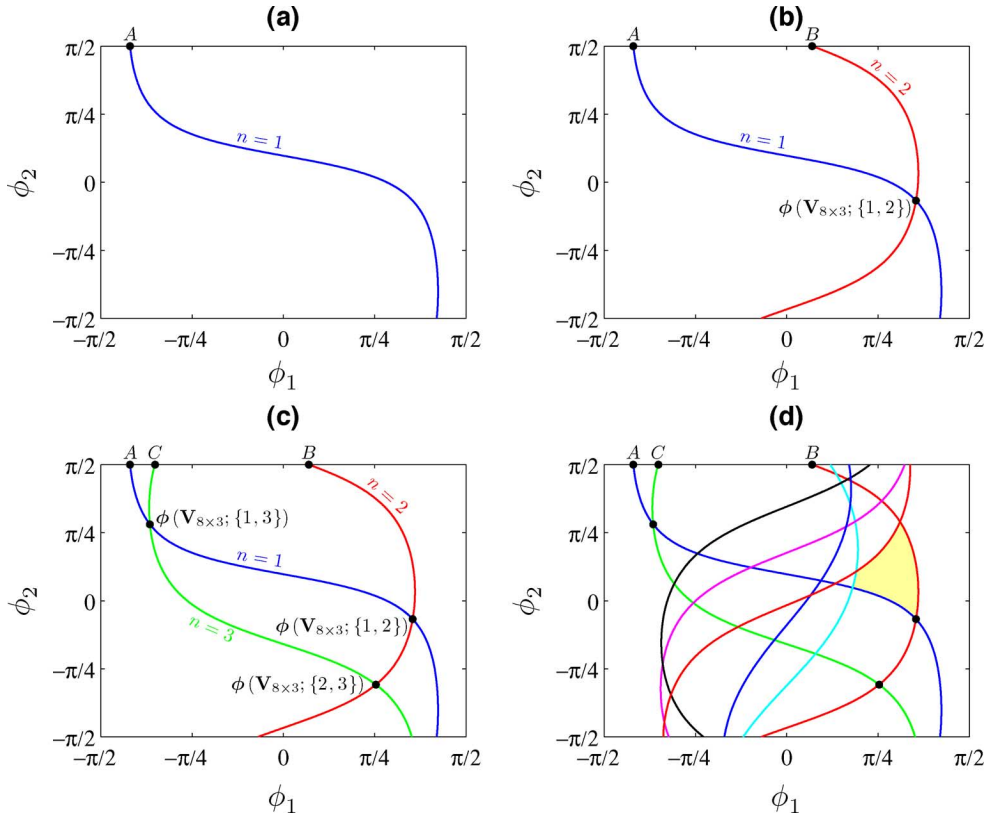 (a)
A
π/2
π/4
0
−π/4
−π/2
ϕ2
n = 1
−π/2 −π/4 0 π/4 π/2
ϕ1
(b)
A B
π/2
π/4
0
−π/4
−π/2
ϕ2
n = 2
n = 1
ϕ(V8×3; {1, 2})
−π/2 −π/4 0 π/4 π/2
ϕ1
(c)
A C B
π/2
π/4
0
−π/4
−π/2
ϕ2
n = 2
ϕ(V8×3; {1, 3})
n = 1
n = 3
ϕ(V8×3; {1, 2})
ϕ(V8×3; {2, 3})
−π/2 −π/4 0 π/4 π/2
ϕ1
(d)
A C B
π/2
π/4
0
−π/4
−π/2
ϕ2
−π/2 −π/4 0 π/4 π/2
ϕ1